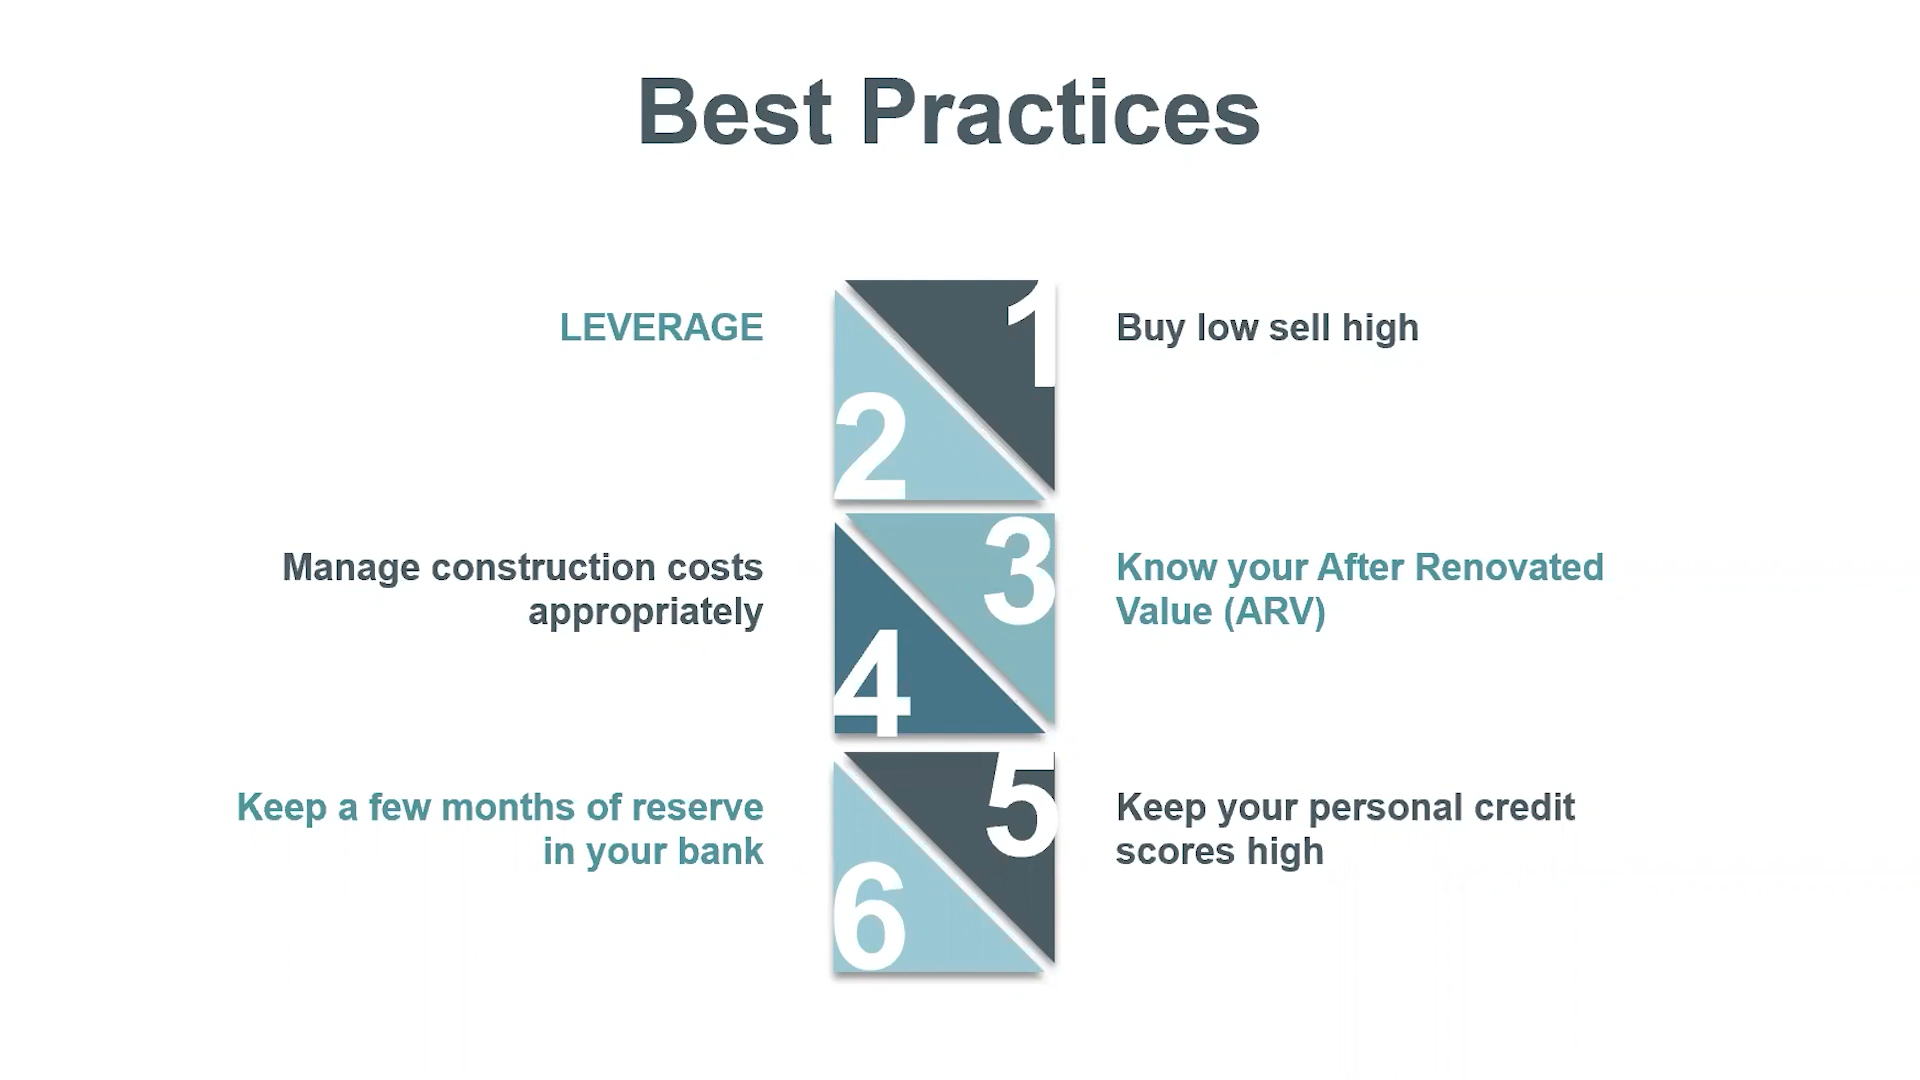 Best Practices
1
Buy low sell high
LEVERAGE
2
3
Know your After Renovated
Value (ARV)
Manage construction costs
appropriately
4
5
Keep your personal credit
scores high
Keep a few months of reserve
in your bank
6